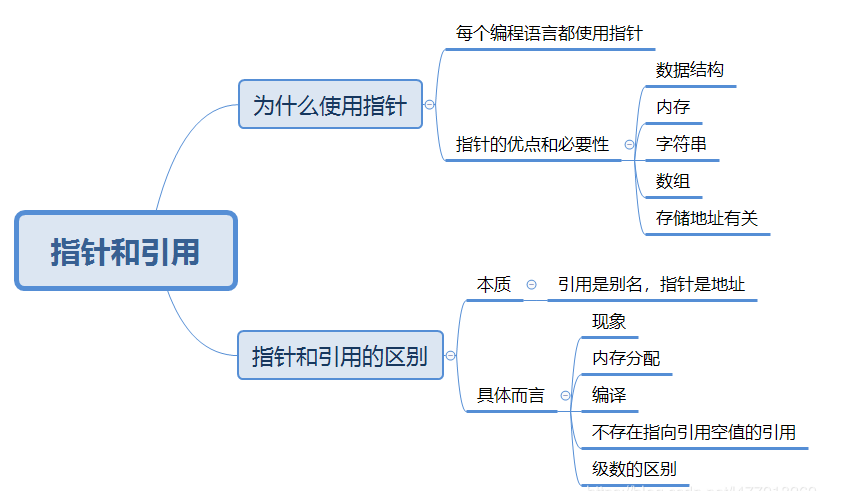 指针和引用
为什么使用指针
每个编程语言都使用指针
指针的优点和必要性
数据结构
内存
字符串
数组
存储地址有关
指针和引用的区别
本质
引用是别名，指针是地址
具体而言
现象
内存分配
编译
不存在指向引用空值的引用
级数的区别